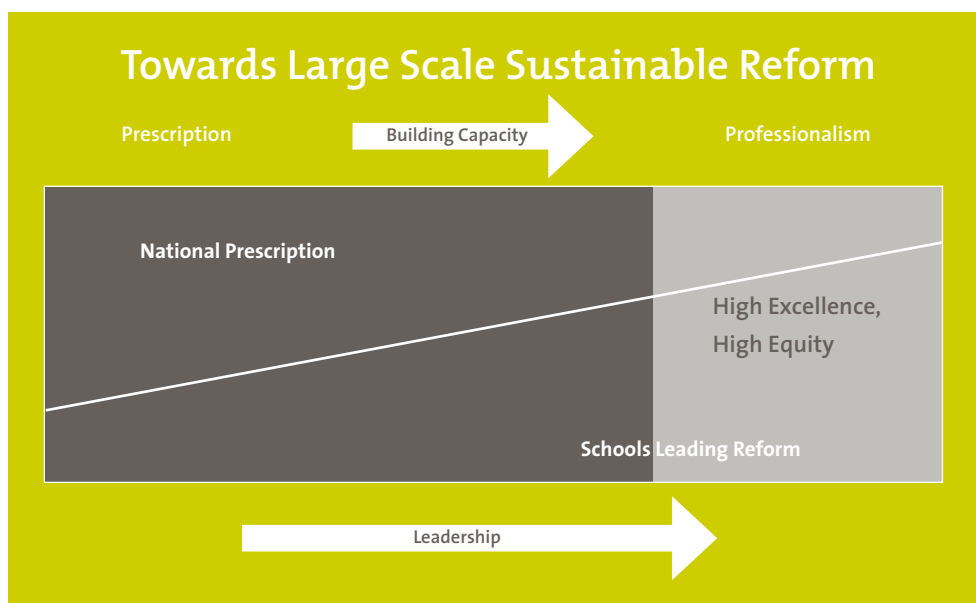 Towards Large Scale Sustainable Reform
Prescription
Building Capacity
Professionalism
National Prescription
High Excellence,
High Equity
Schools Leading Reform
Leadership